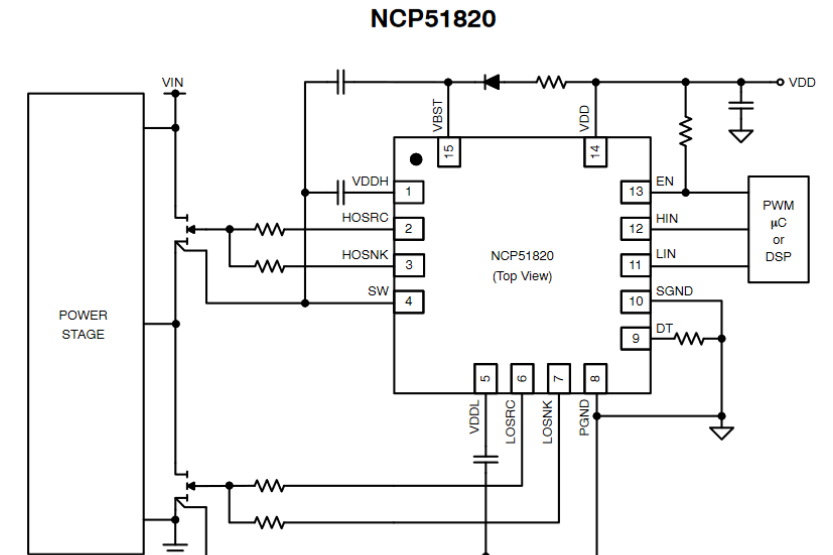 NCP51820
VIN
VDD
VBST
15
VDD
14
VDDH
1
13
EN
HOSRC
2
12
HIN
HOSNK
3
11
LIN
SW
4
10
SGND
9
DT
NCP51820
(Top View)
PWM
µC
or
DSP
POWER
STAGE
5
6
7
8
VDDL
LOSRC
LOSNK
PGND